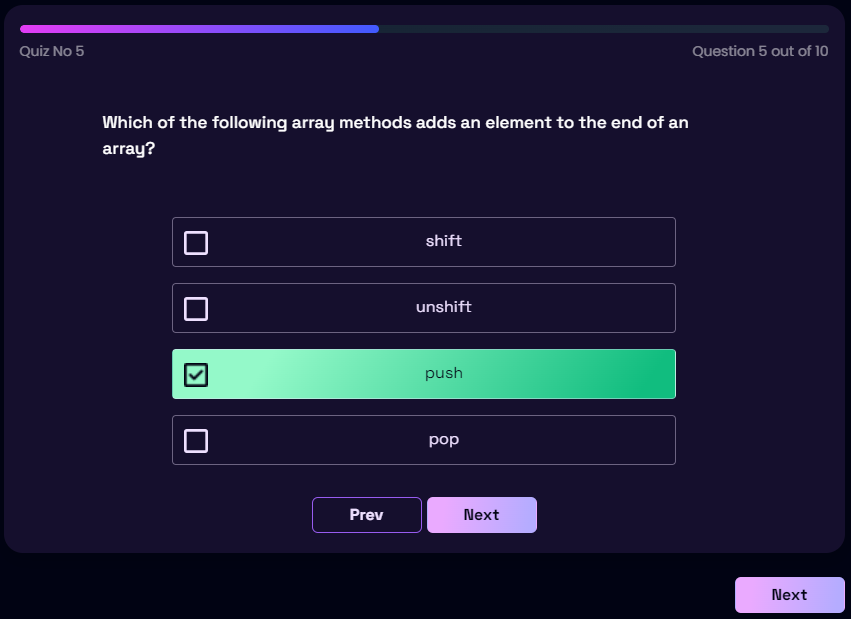 Quiz No 5
Question 5 out of 10
Which of the following array methods adds an element to the end of an
array?
shift
unshift
push
pop
Prev
Next
Next